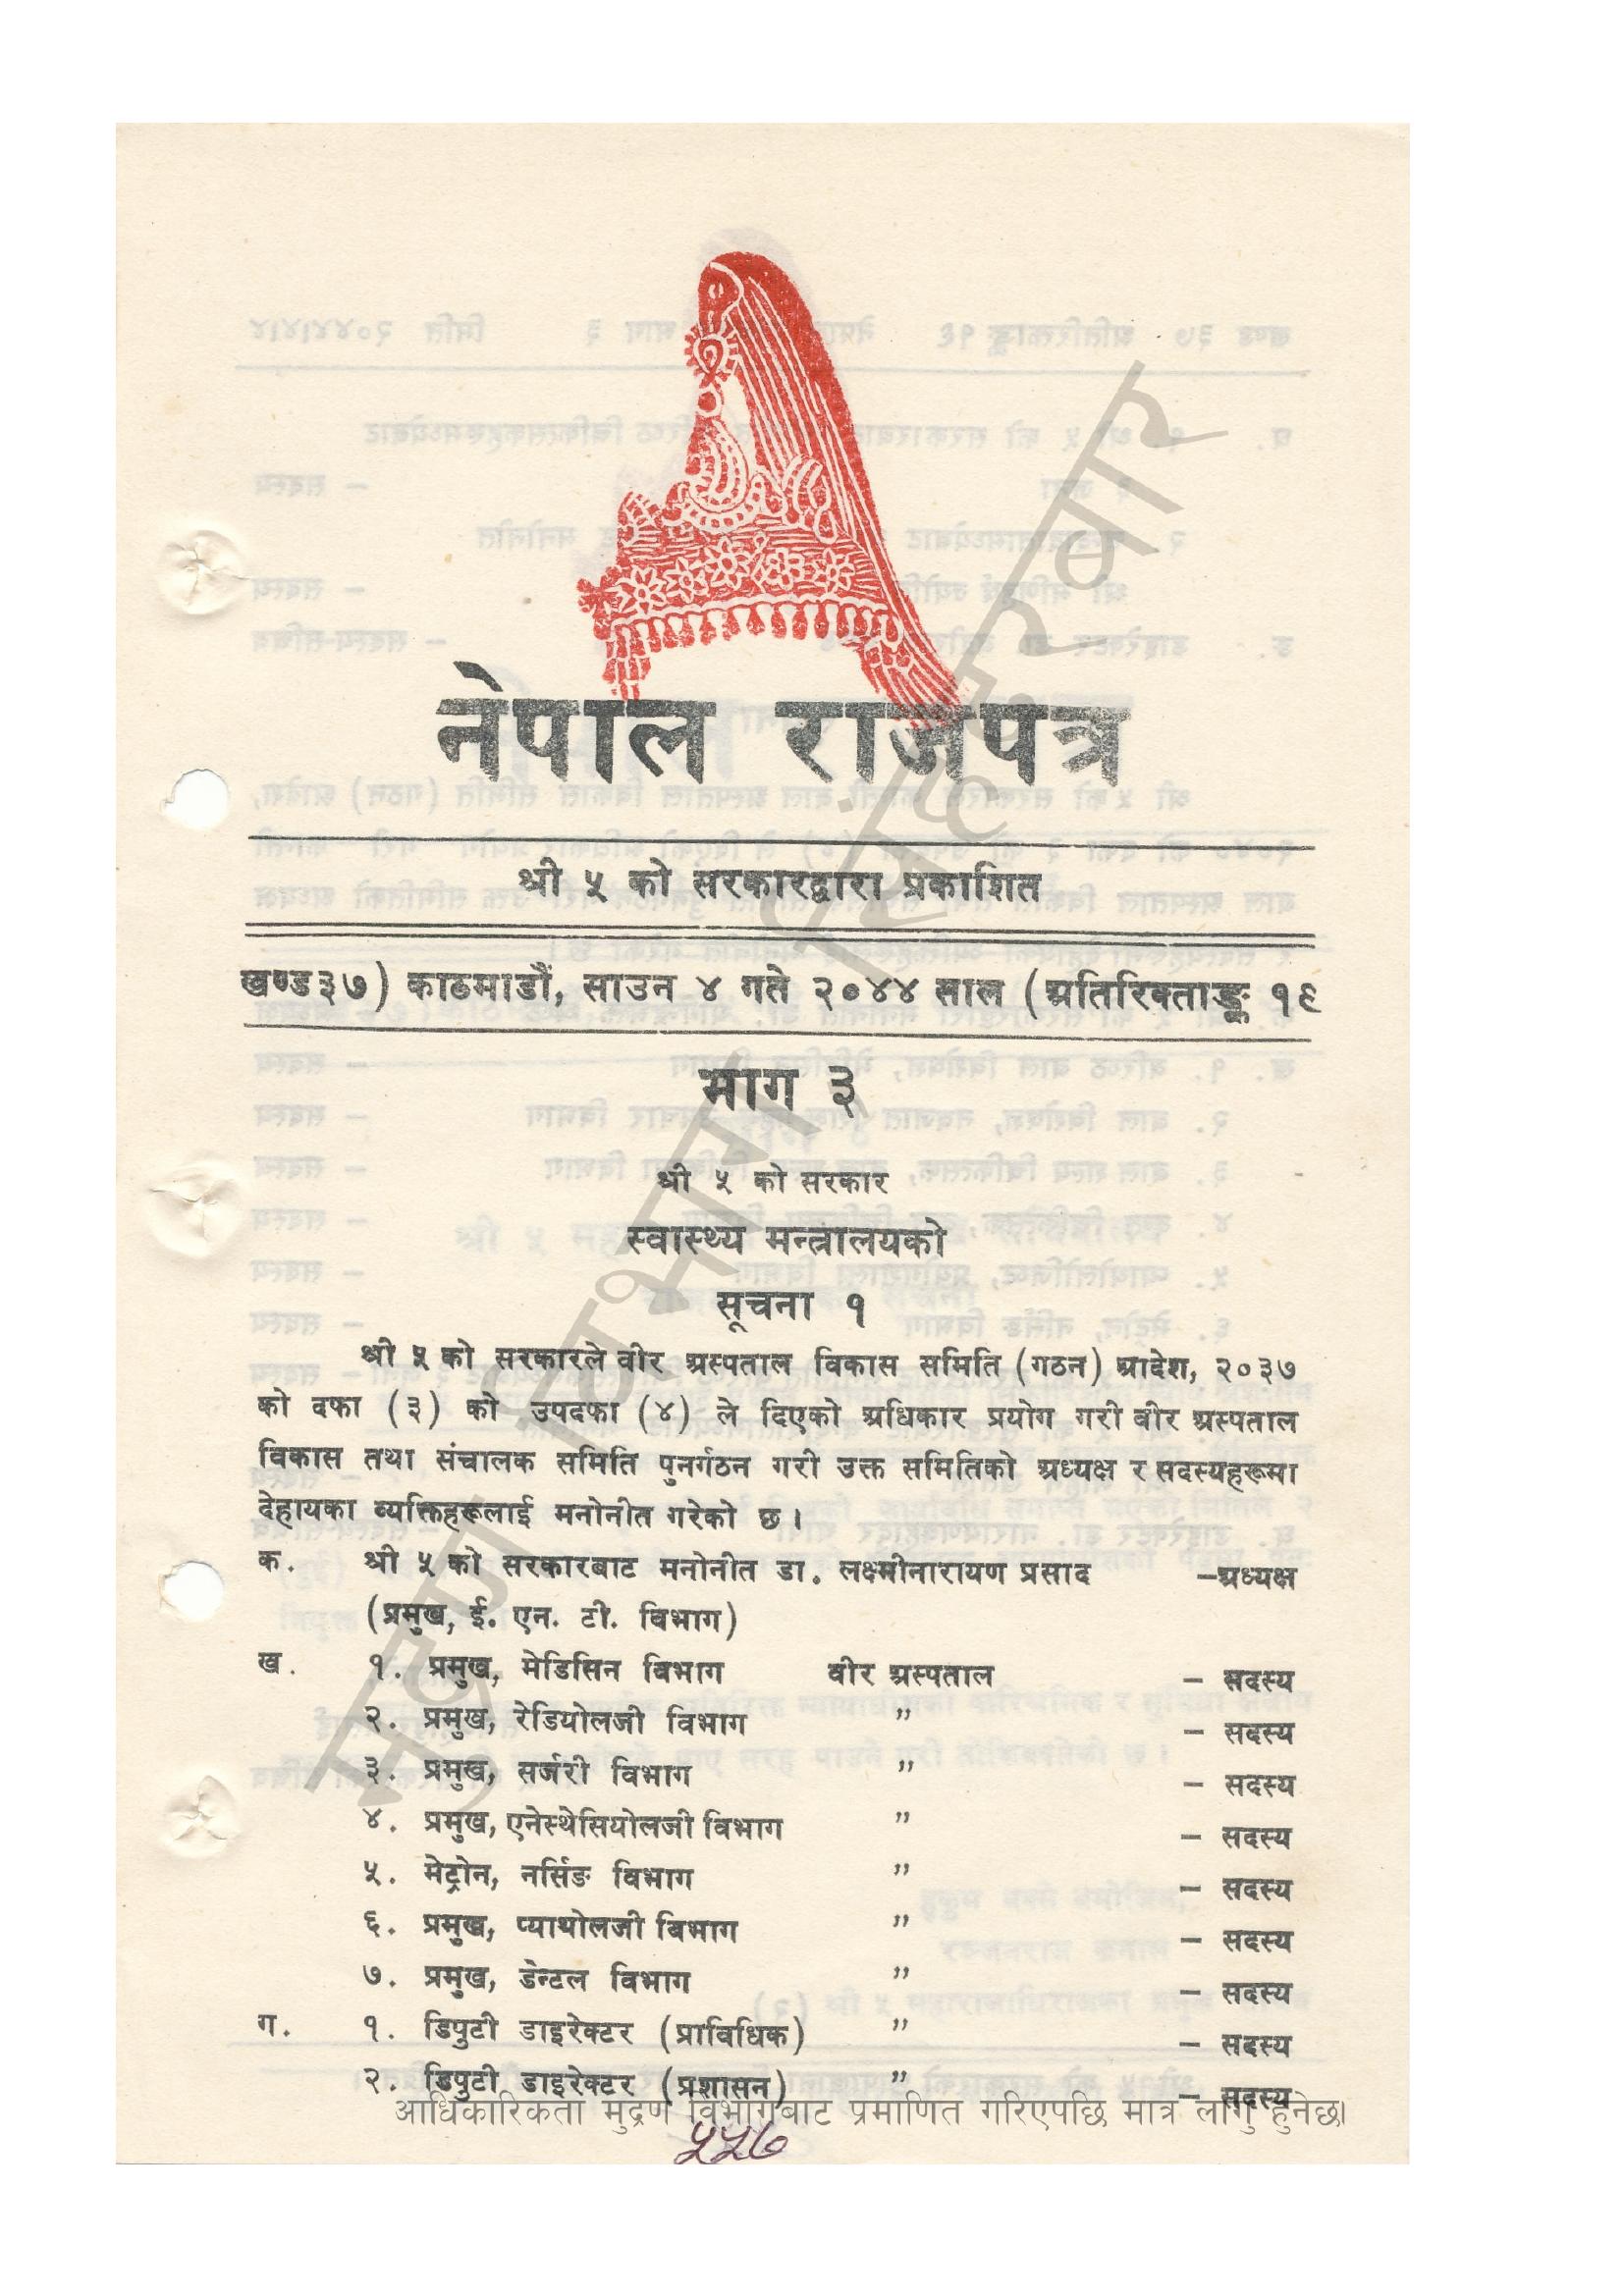 नेपाल राजपत्र
श्री ५ को सरकारद्वारा प्रकाशित
खण्ड३७) काठमाडौं, साउन ४ गते २०४४ साल (अतिरिक्ताङ्क १९
भाग ३
श्री ५ को सरकार
स्वास्थ्य मन्त्रालयको
सूचना १
श्री ५ को सरकारले वीर अस्पताल विकास समिति (गठन) आदेश, २०३७
को दफा (३) को उपदफा (४) ले दिएको अधिकार प्रयोग गरी वीर अस्पताल
विकास तथा संचालक समिति पुनर्गठन गरी उक्त समितिको अध्यक्ष र सदस्यहरूमा
देहायका व्यक्तिहरूलाई मनोनीत गरेको छ ।
क. श्री ५ को सरकारबाट मनोनीत डा. लक्ष्मीनारायण प्रसाद –अध्यक्ष
(प्रमुख, ई. एन. टी. विभाग)
ख. १. प्रमुख, मेडिसिन विभाग वीर अस्पताल – सदस्य
२. प्रमुख, रेडियोलजी विभाग " – सदस्य
३. प्रमुख, सर्जरी विभाग " – सदस्य
४. प्रमुख, एनेस्थेसियोलजी विभाग " – सदस्य
५. मेट्रोन, नर्सिङ विभाग " – सदस्य
६. प्रमुख, प्याथोलजी विभाग " – सदस्य
७. प्रमुख, डेन्टल विभाग " – सदस्य
ग. १. डिपुटी डाइरेक्टर (प्राविधिक) " – सदस्य
२. डिपुटी डाइरेक्टर (प्रशासन) " – सदस्य
आधिकारिकता मुद्रण विभागबाट प्रमाणित गरिएपछि मात्र लागु हुनेछ।
५५७
मुद्रण विभाग सिंहदरबार